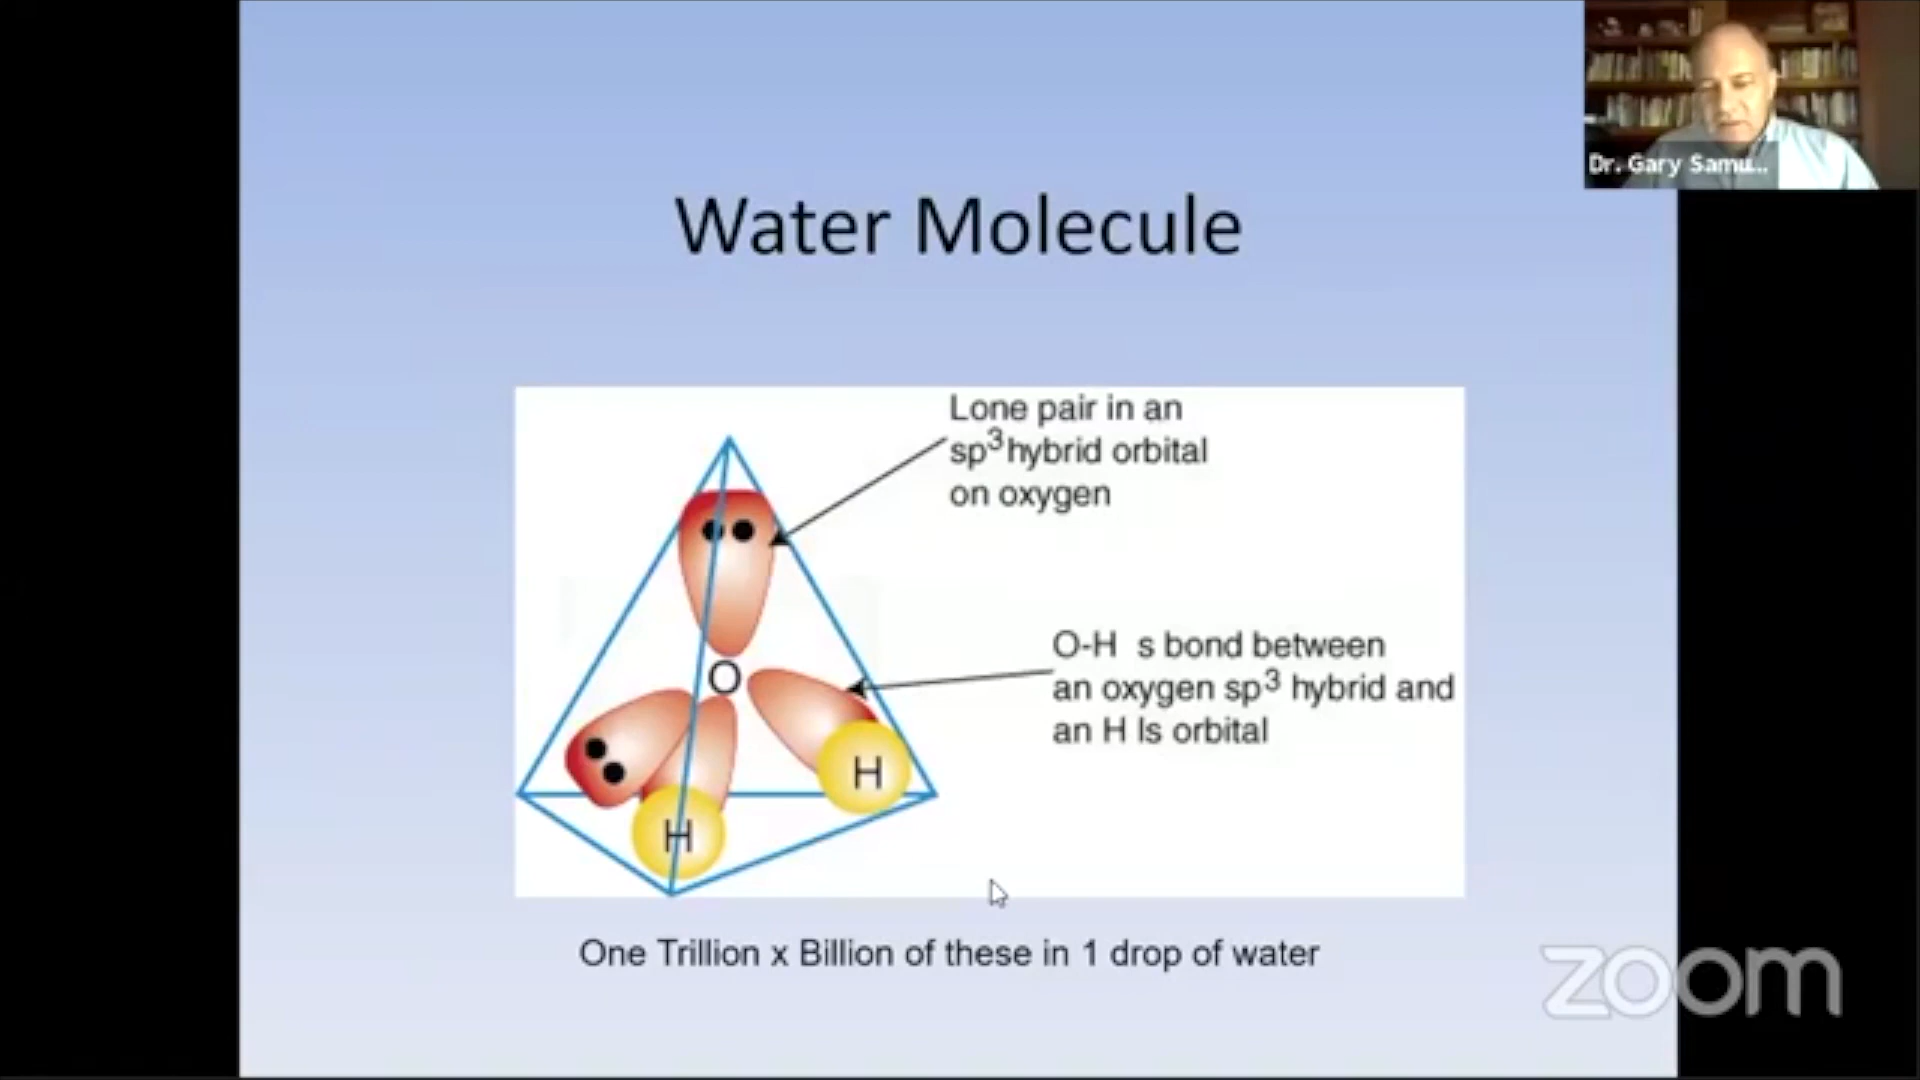 Dr. Gary Samu...
Water Molecule
Lone pair in an
sp3 hybrid orbital
on oxygen
O
H
H
O-H s bond between
an oxygen sp3 hybrid and
an H ls orbital
One Trillion x Billion of these in 1 drop of water
zoom